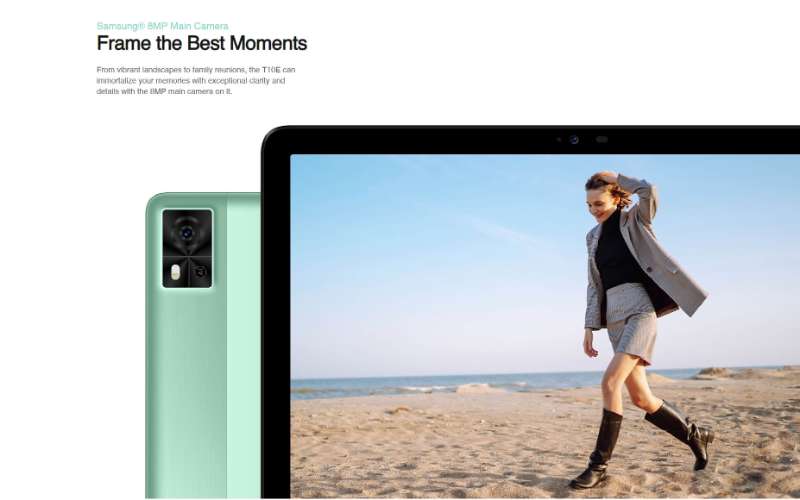 Samsung® 8MP Main Camera
Frame the Best Moments
From vibrant landscapes to family reunions, the T10E can
immortalize your memories with exceptional clarity and
details with the 8MP main camera on it.